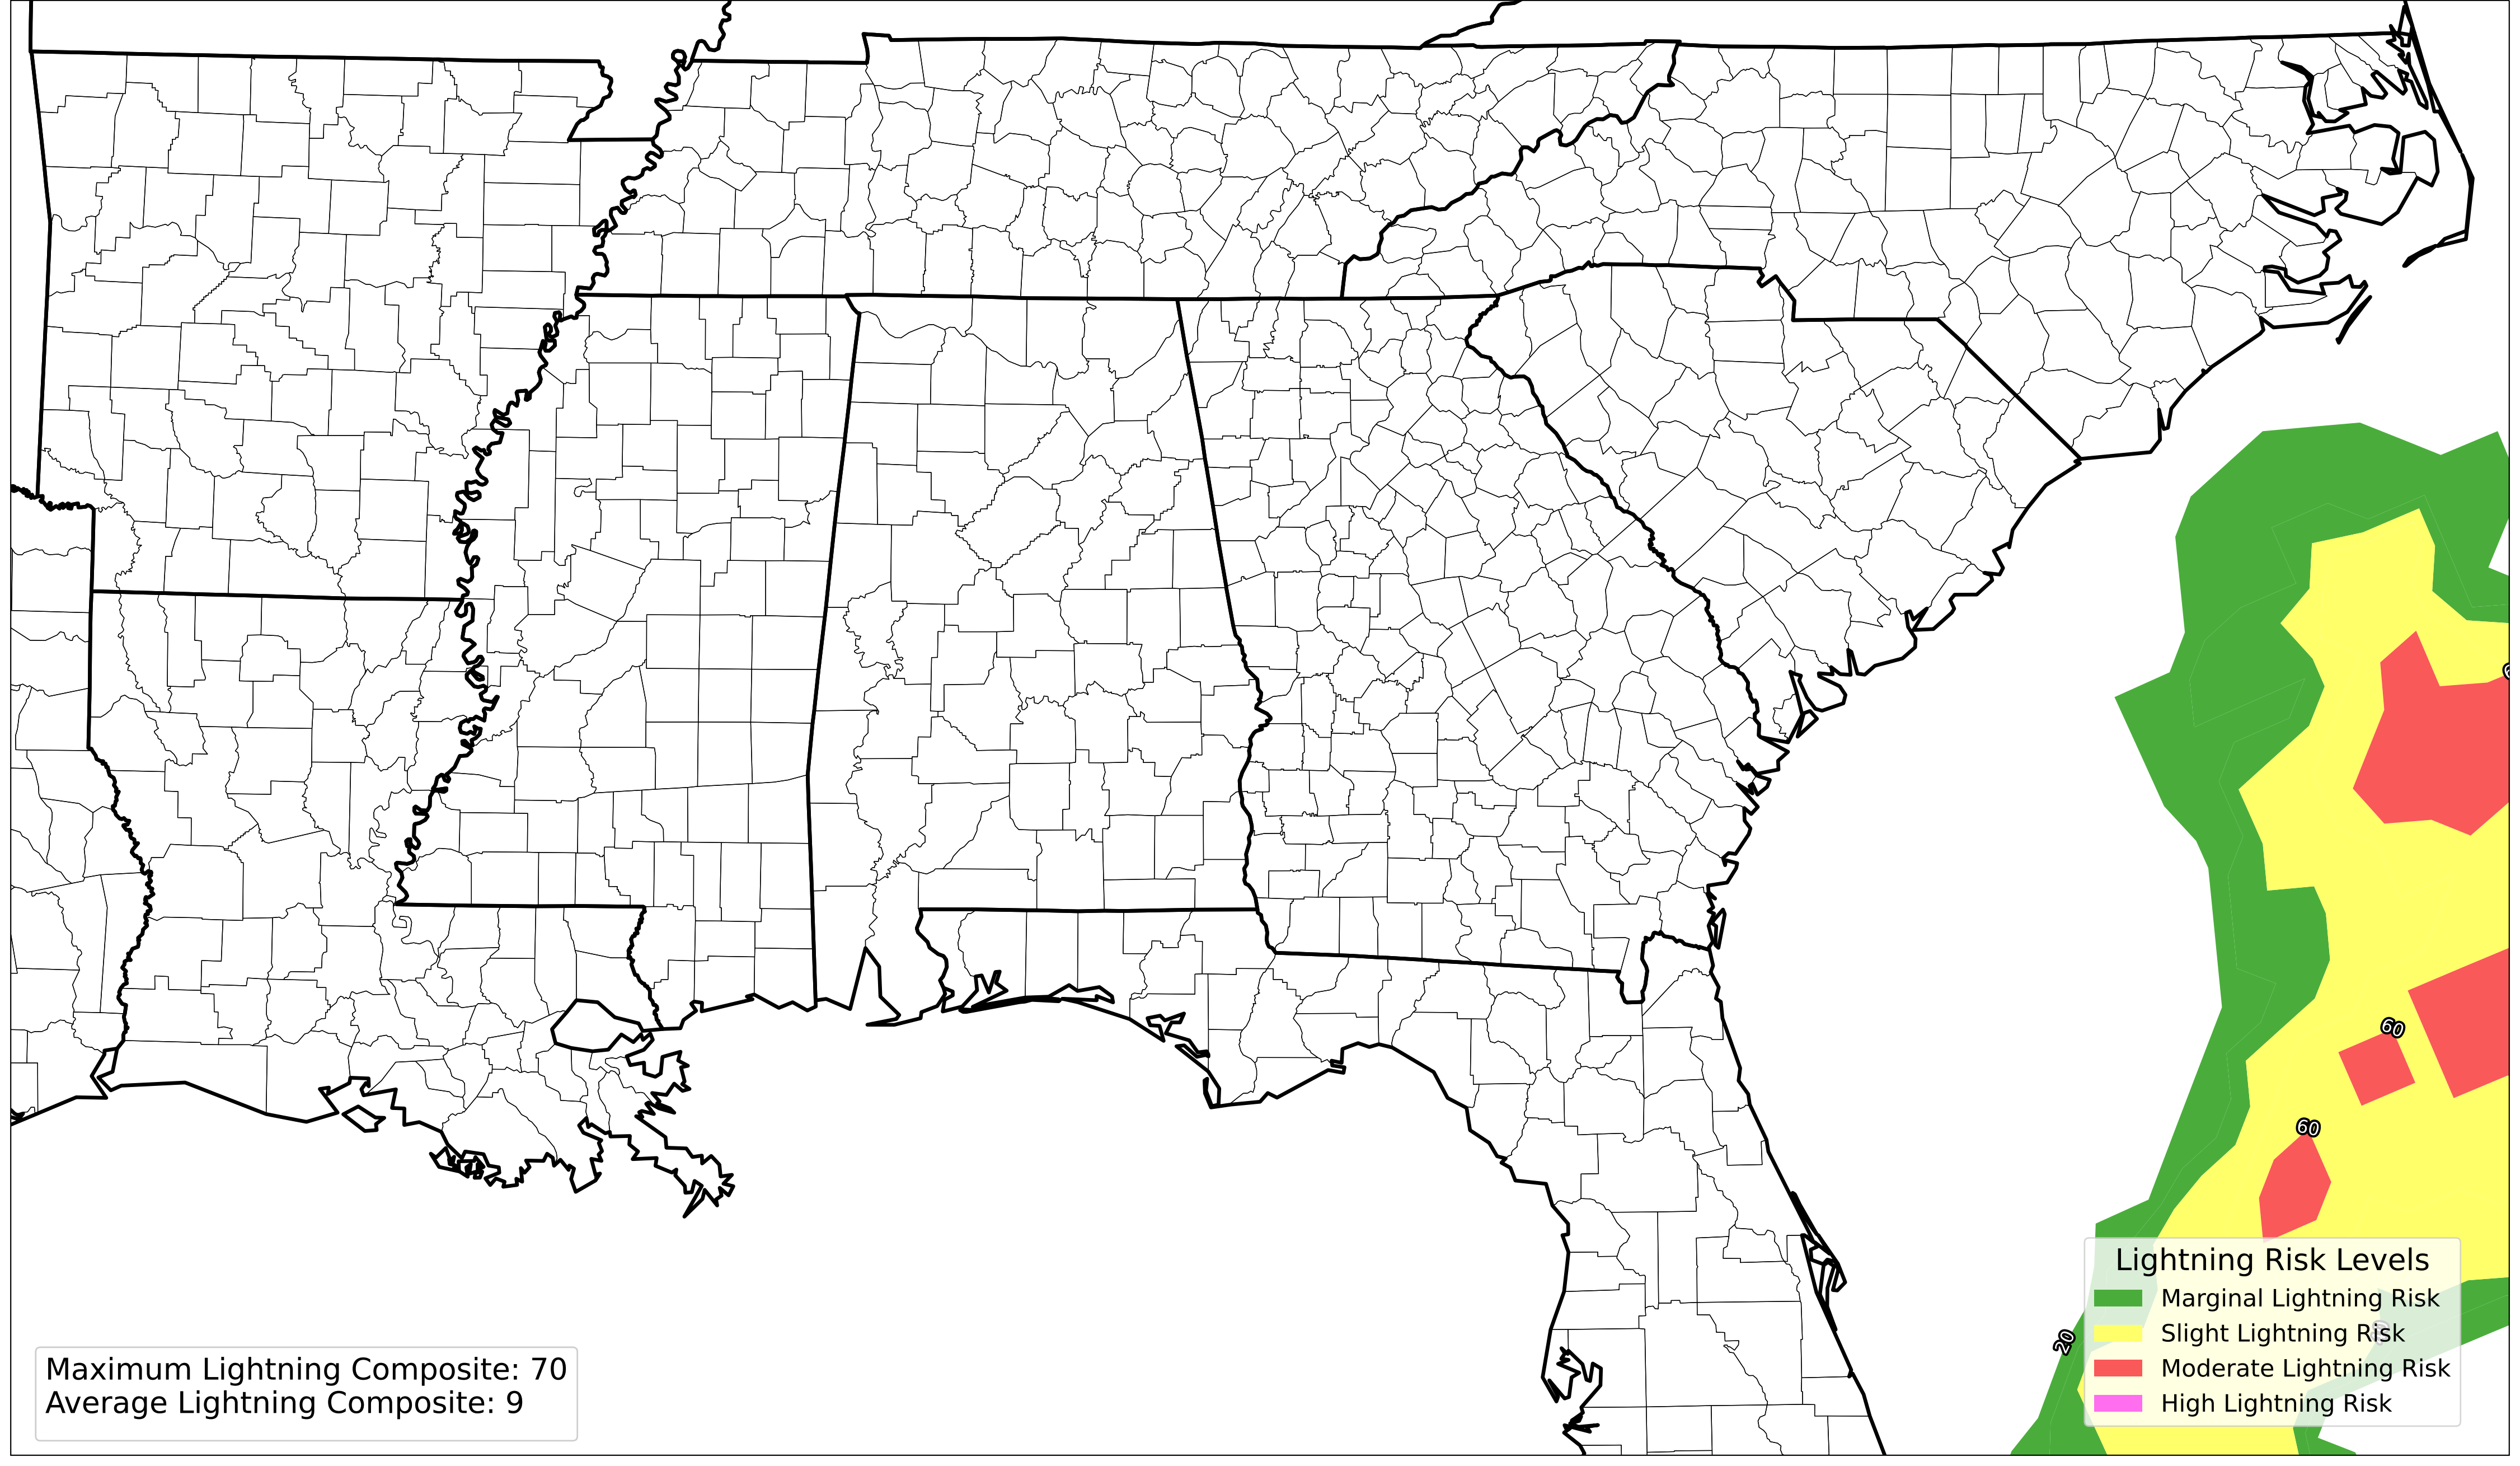 60
60
20
Lightning Risk Levels
Marginal Lightning Risk
Slight Lightning Risk
Moderate Lightning Risk
High Lightning Risk
Maximum Lightning Composite: 70
Average Lightning Composite: 9